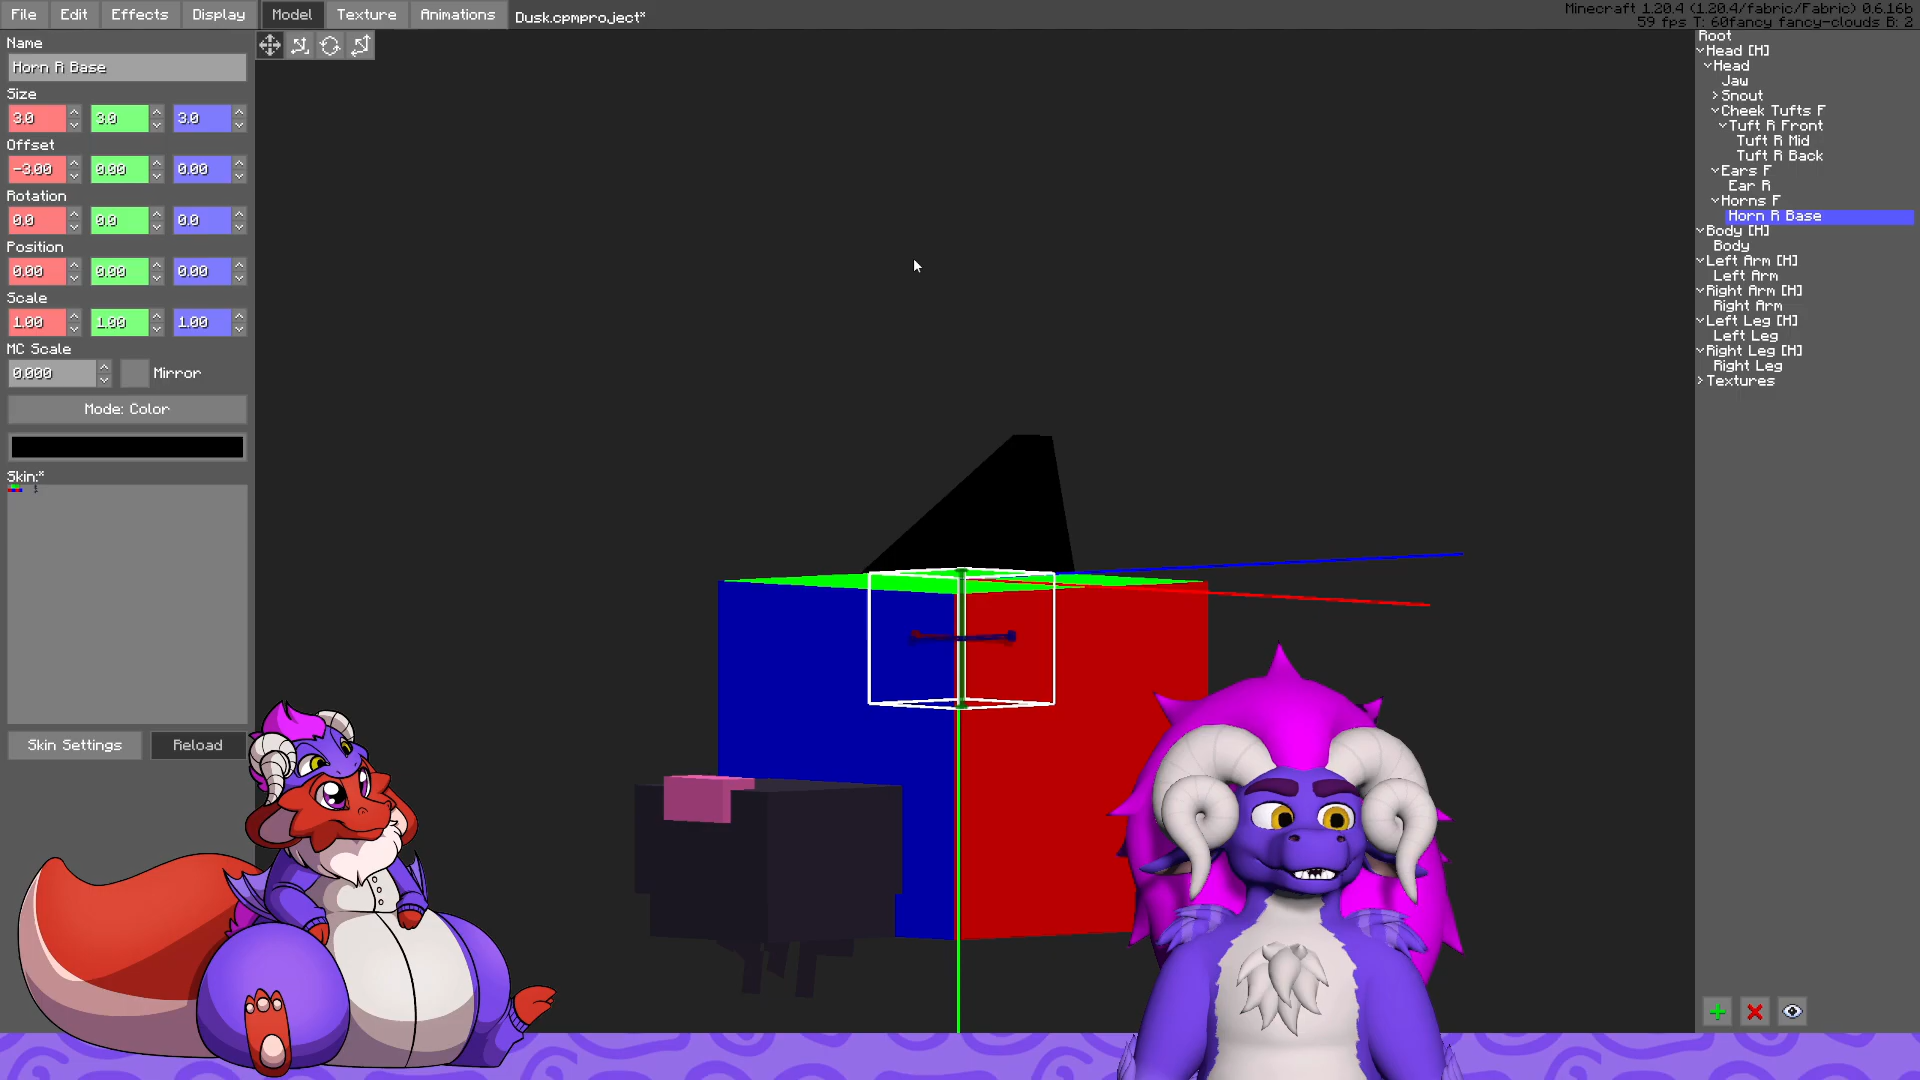 File Edit Effects Display Model Texture Animations Dusk.cpmproject*
Minecraft 1.20.4 (1.20.4/fabric/Fabric) 0.6.16b
59 fps T: 60fancy fancy-clouds B: 2
Name
Horn R Base
Size
3.0 3.0 3.0
Offset
-3.00 0.00 0.00
Rotation
0.0 0.0 0.0
Position
0.00 0.00 0.00
Scale
1.00 1.00 1.00
MC Scale
0.000 Mirror
Mode: Color
Skin:*
Skin Settings Reload
Root
Head [H]
Head
Jaw
Snout
Cheek Tufts F
Tuft R Front
Tuft R Mid
Tuft R Back
Ears F
Ear R
Horns F
Horn R Base
Body [H]
Body
Left Arm [H]
Left Arm
Right Arm [H]
Right Arm
Left Leg [H]
Left Leg
Right Leg [H]
Right Leg
Textures